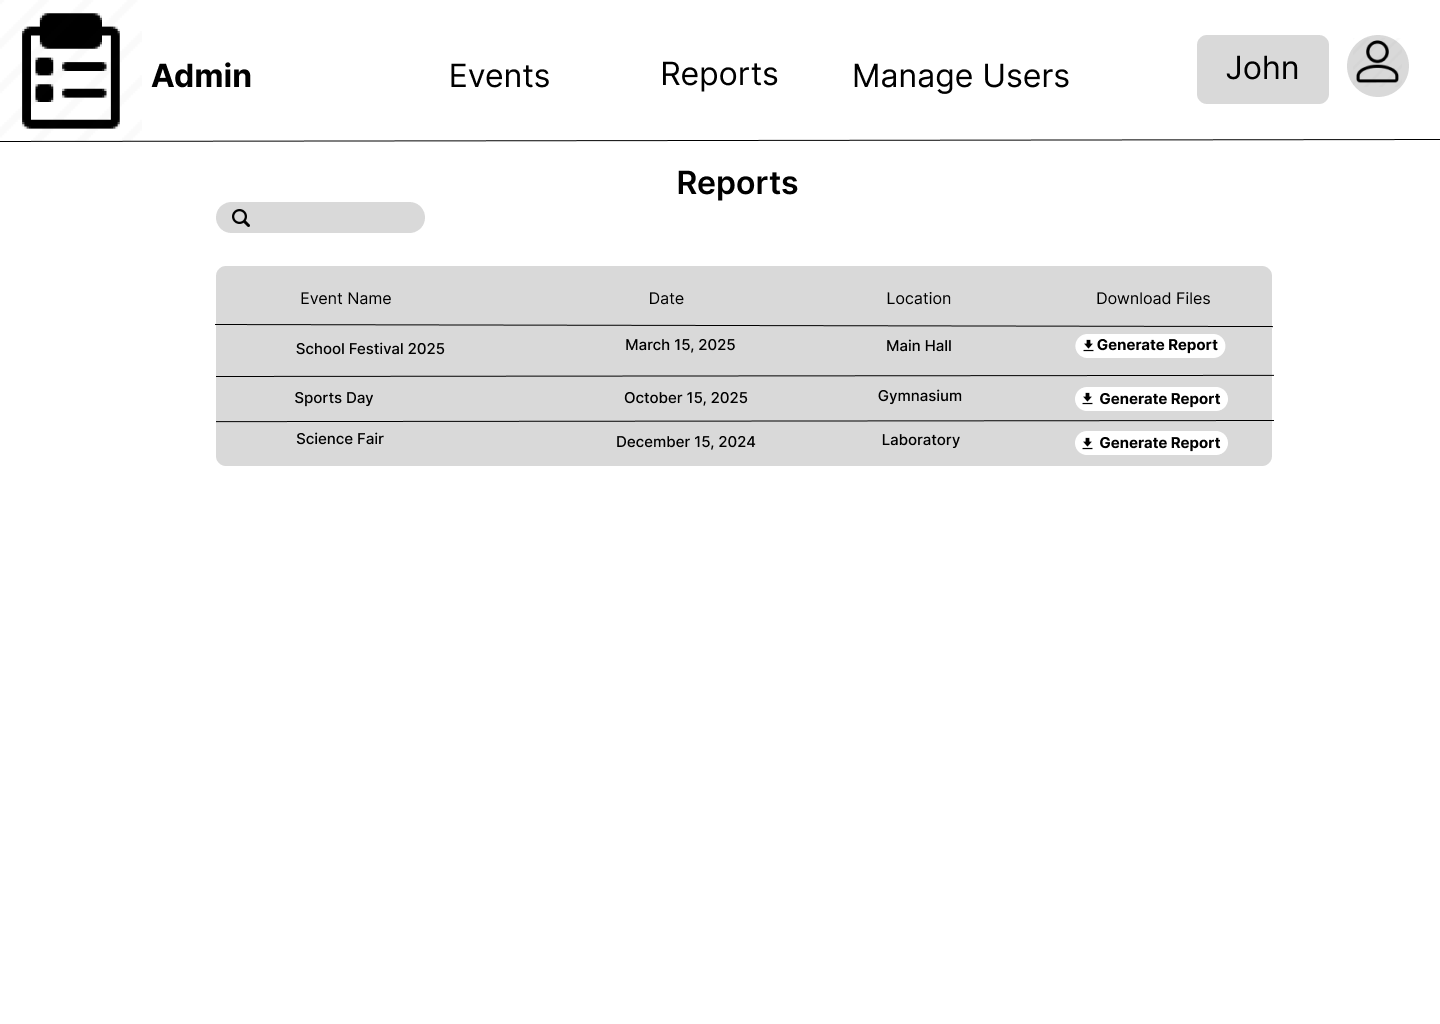 Admin
Events
Reports
Manage Users
John
Reports
Event Name
Date
Location
Download Files
School Festival 2025
March 15, 2025
Main Hall
Generate Report
Sports Day
October 15, 2025
Gymnasium
Generate Report
Science Fair
December 15, 2024
Laboratory
Generate Report